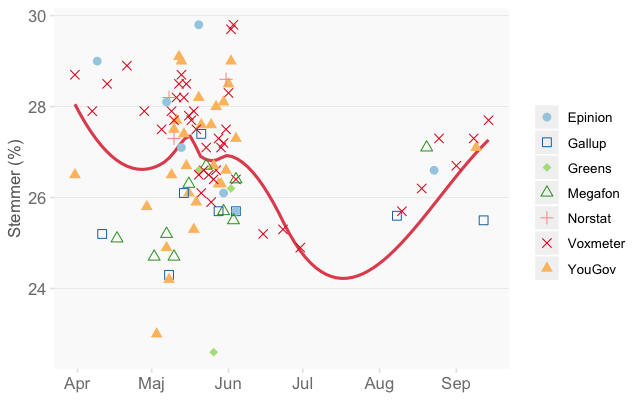 30
28
26
24
Stemmer (%)
Apr
Maj
Jun
Jul
Aug
Sep
Epinion
Gallup
Greens
Megafon
Norstat
Voxmeter
YouGov